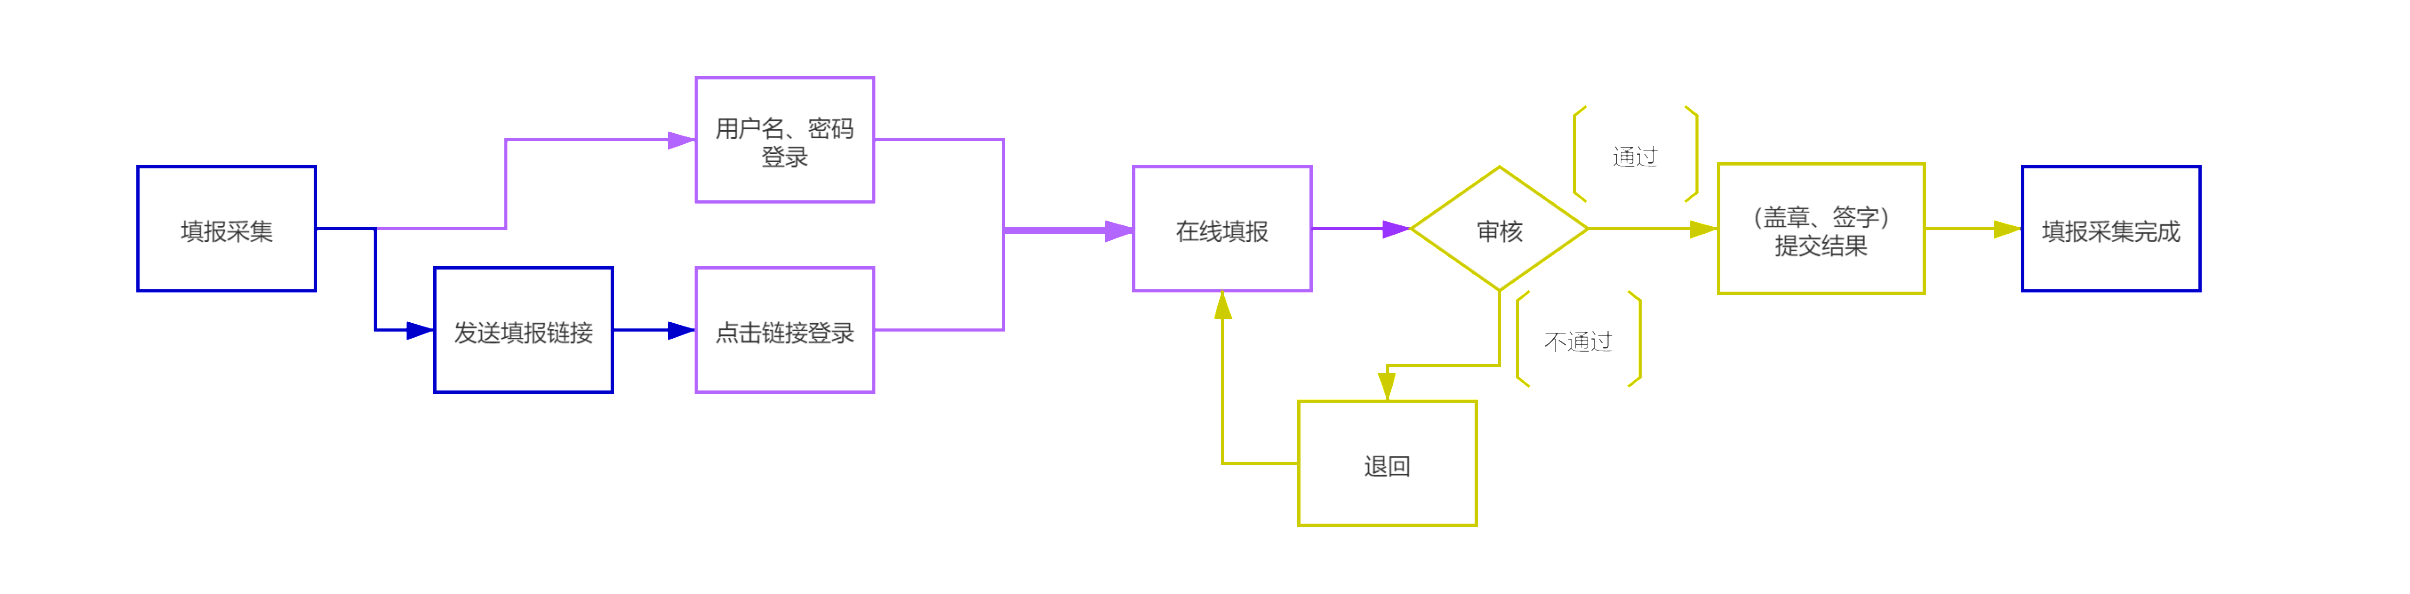 用户名、密码
登录
通过
填报采集
在线填报
审核
（盖章、签字）
提交结果
填报采集完成
发送填报链接
点击链接登录
不通过
退回